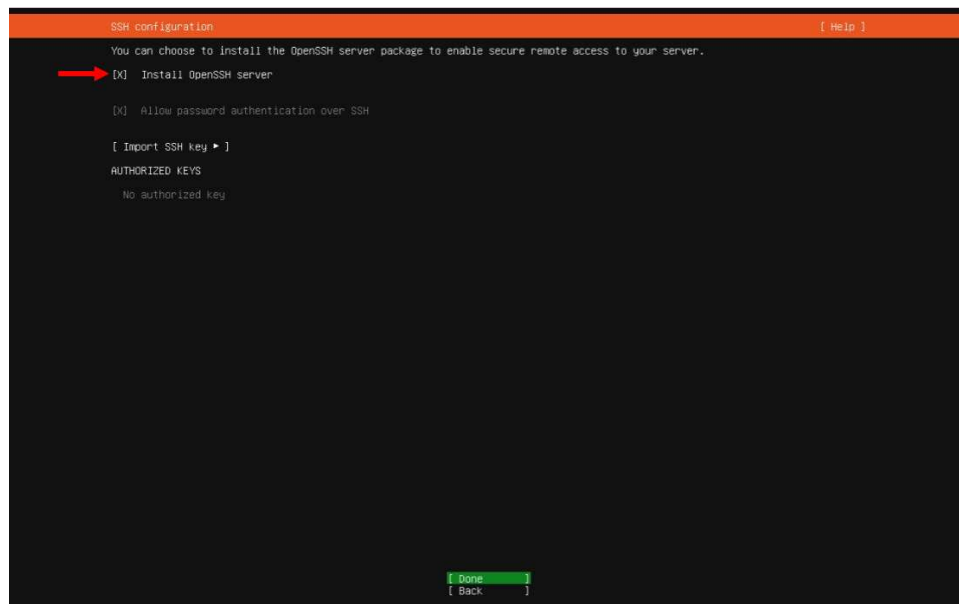 SSH configuration [ Help ]
You can choose to install the OpenSSH server package to enable secure remote access to your server.
[X] Install OpenSSH server
[X] Allow password authentication over SSH
[ Import SSH key ▸ ]
AUTHORIZED KEYS
No authorized key
[ Done ]
[ Back ]